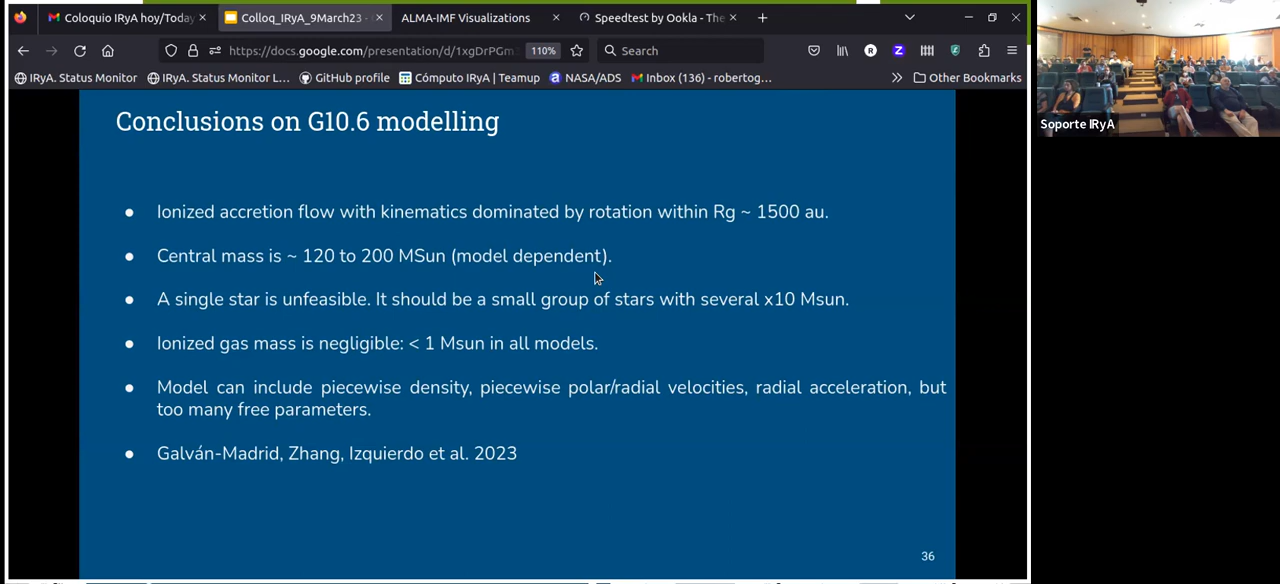 Coloquio IRyA hoy/Today
Colloq_IRyA_9March23 -
ALMA-IMF Visualizations
Speedtest by Ookla - The
https://docs.google.com/presentation/d/1xgDrPGm
110%
Search
IRyA. Status Monitor
IRyA. Status Monitor L...
GitHub profile
Cómputo IRyA | Teamup
NASA/ADS
Inbox (136) - robertog...
Other Bookmarks
Soporte IRyA
Conclusions on G10.6 modelling
● Ionized accretion flow with kinematics dominated by rotation within Rg ~ 1500 au.
● Central mass is ~ 120 to 200 MSun (model dependent).
● A single star is unfeasible. It should be a small group of stars with several x10 Msun.
● Ionized gas mass is negligible: < 1 Msun in all models.
● Model can include piecewise density, piecewise polar/radial velocities, radial acceleration, but
too many free parameters.
● Galván-Madrid, Zhang, Izquierdo et al. 2023
36